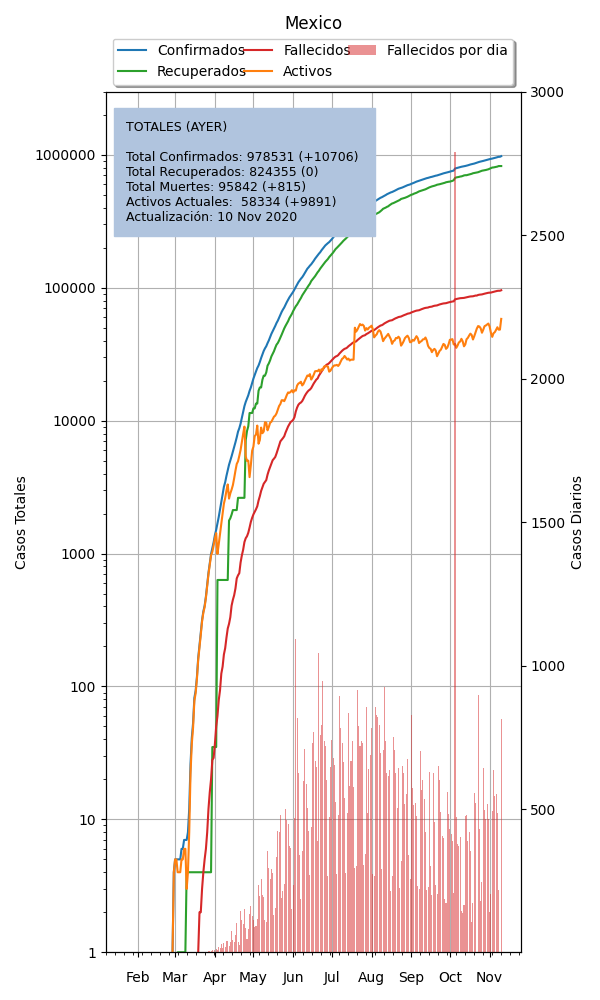 Mexico
Confirmados Fallecidos Fallecidos por dia
Recuperados Activos
TOTALES (AYER)
Total Confirmados: 978531 (+10706)
Total Recuperados: 824355 (0)
Total Muertes: 95842 (+815)
Activos Actuales: 58334 (+9891)
Actualización: 10 Nov 2020
Casos Totales
1000000
100000
10000
1000
100
10
1
3000
2500
2000
1500
1000
500
Casos Diarios
Feb Mar Apr May Jun Jul Aug Sep Oct Nov